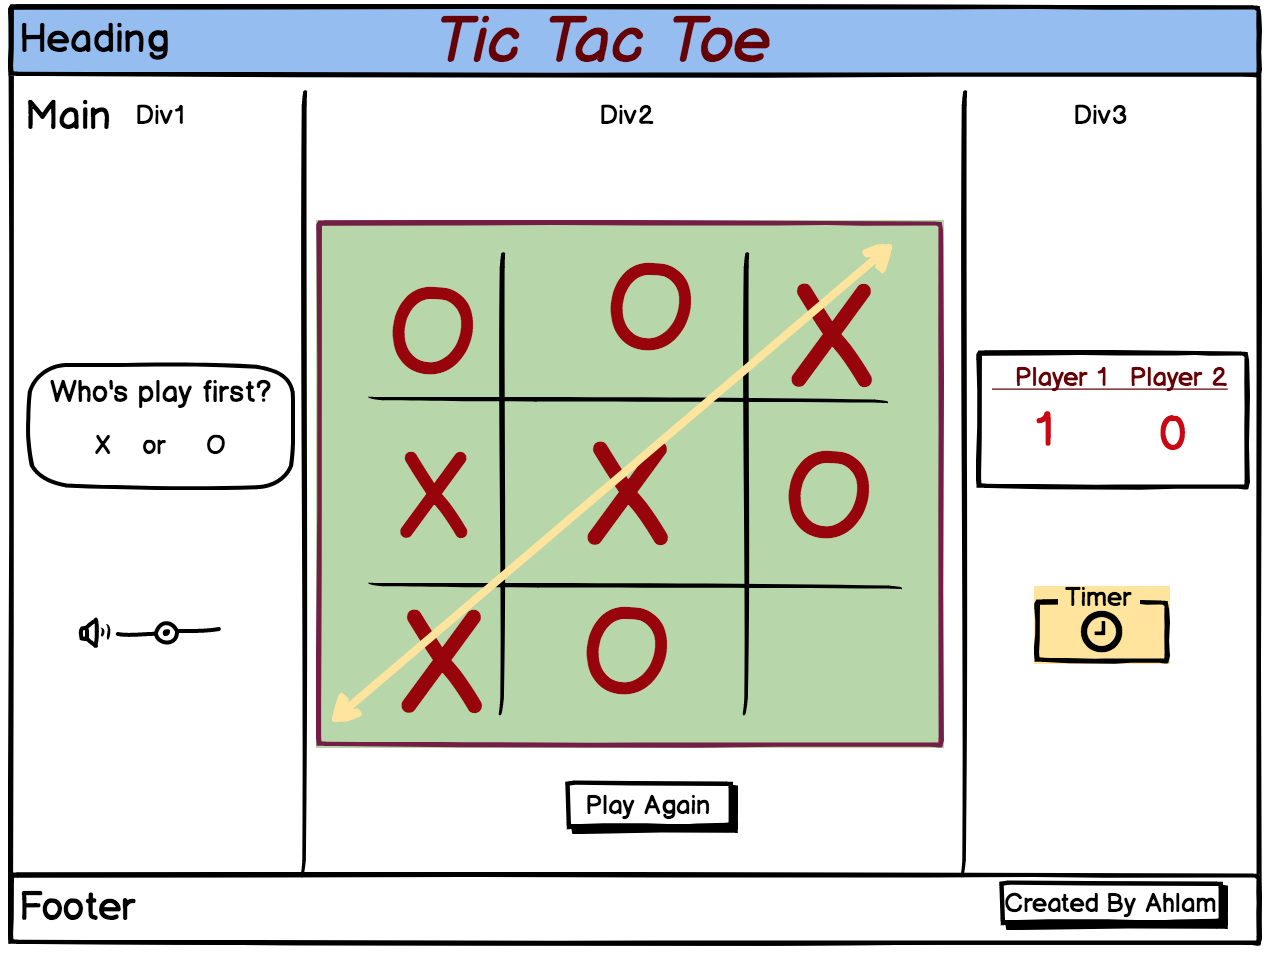 Heading
Tic Tac Toe
Main
Div1
Div2
Div3
Who's play first?
X or O
O O X
X X O
X O
Play Again
Player 1 Player 2
1 0
Timer
Footer
Created By Ahlam